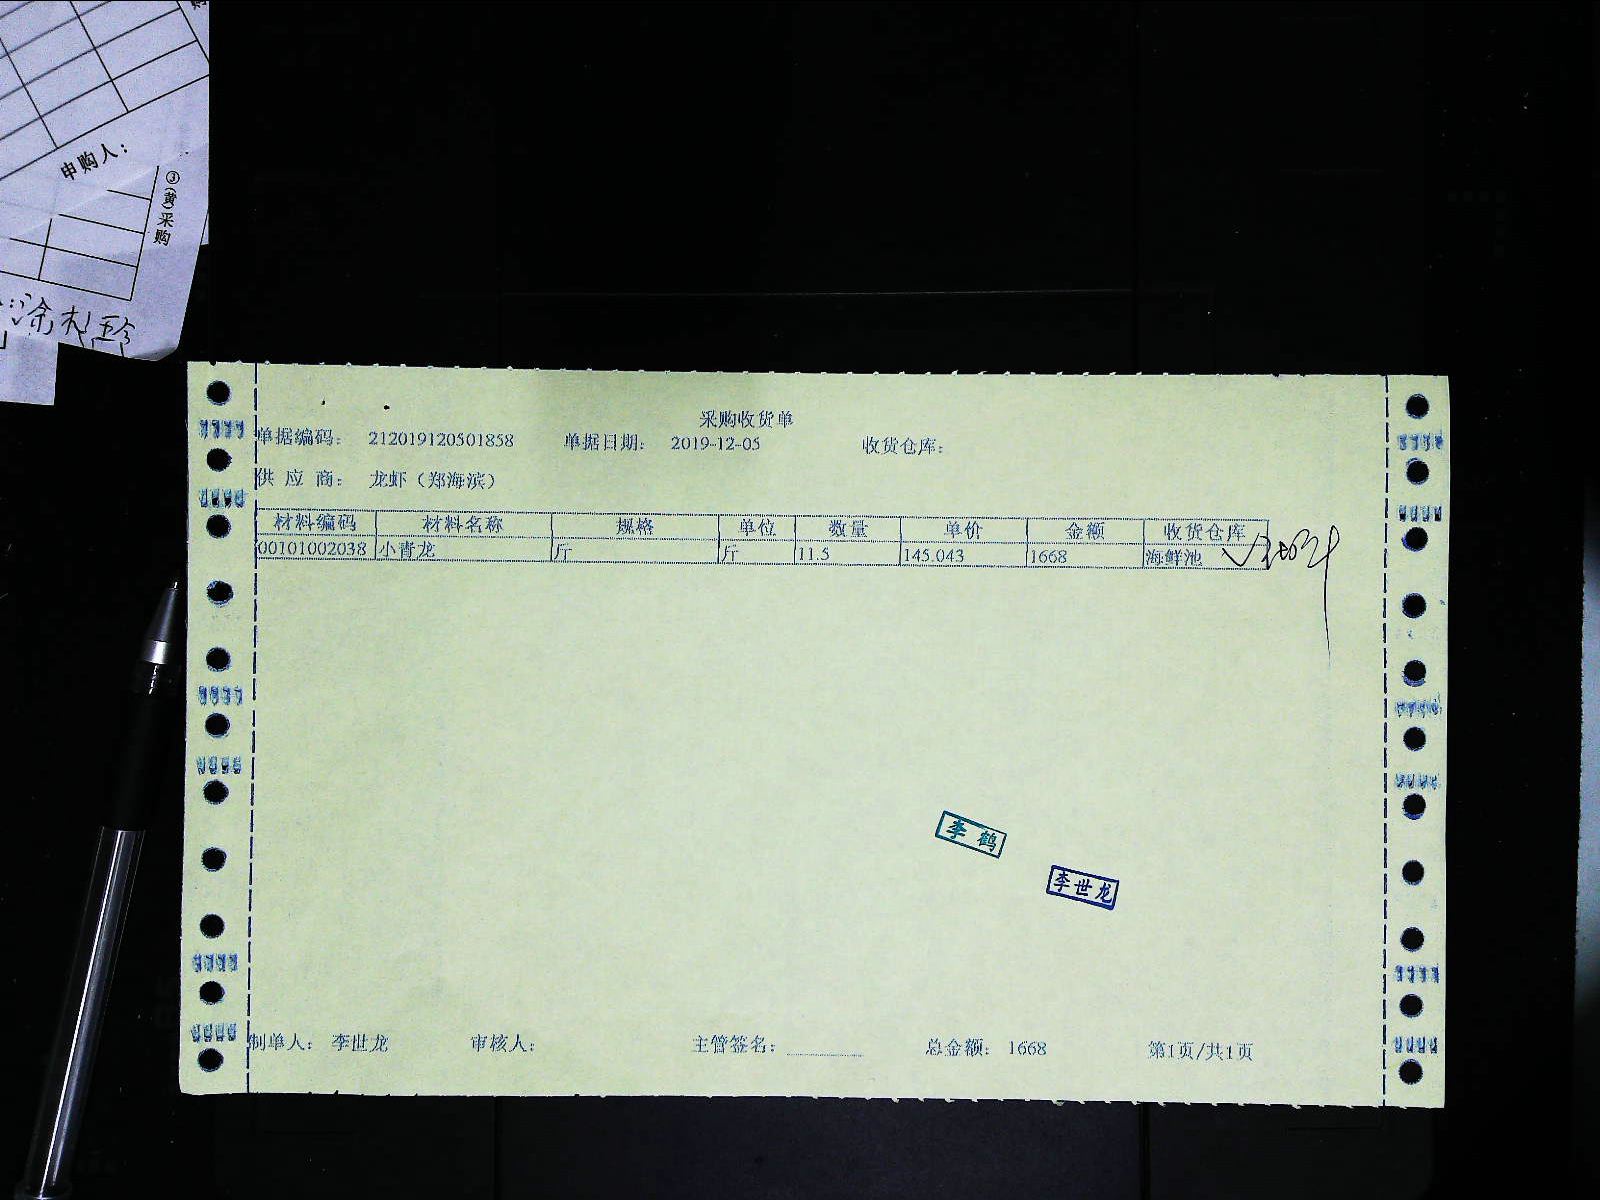 申购人：
③(黄)采购
采购收货单
单据编码： 212019120501858 单据日期： 2019-12-05 收货仓库：
供 应 商： 龙虾（郑海滨）
材料编码 材料名称 规格 单位 数量 单价 金额 收货仓库
00101002038 小青龙 斤 斤 11.5 145.043 1668 海鲜池
李 鹤
李世龙
制单人： 李世龙 审核人： 主管签名： 总金额： 1668 第1页/共1页